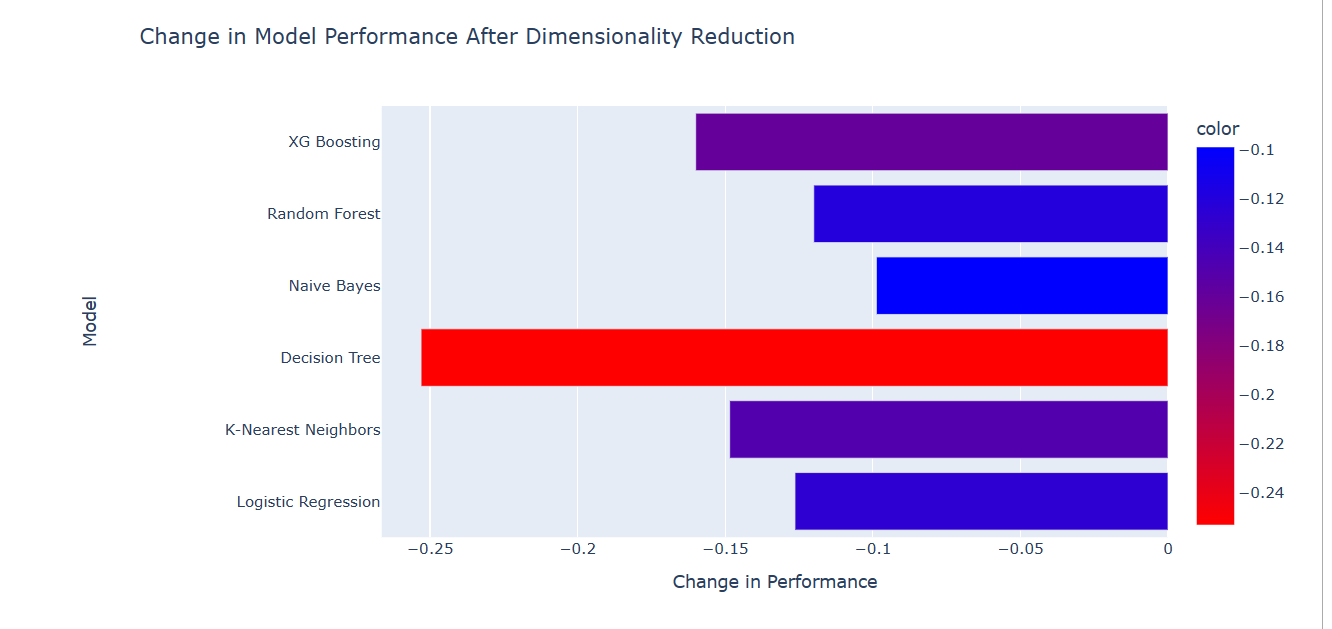 Change in Model Performance After Dimensionality Reduction
Model
XG Boosting
Random Forest
Naive Bayes
Decision Tree
K-Nearest Neighbors
Logistic Regression
−0.25
−0.2
−0.15
−0.1
−0.05
0
Change in Performance
color
−0.1
−0.12
−0.14
−0.16
−0.18
−0.2
−0.22
−0.24